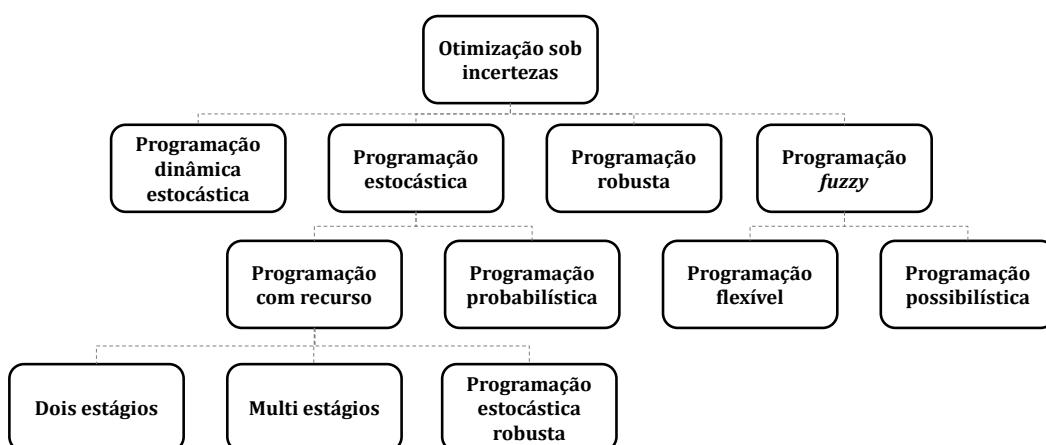 Otimização sob
incertezas
Programação
dinâmica
estocástica
Programação
estocástica
Programação
robusta
Programação
fuzzy
Programação
com recurso
Programação
probabilística
Programação
flexível
Programação
possibilística
Dois estágios
Multi estágios
Programação
estocástica
robusta